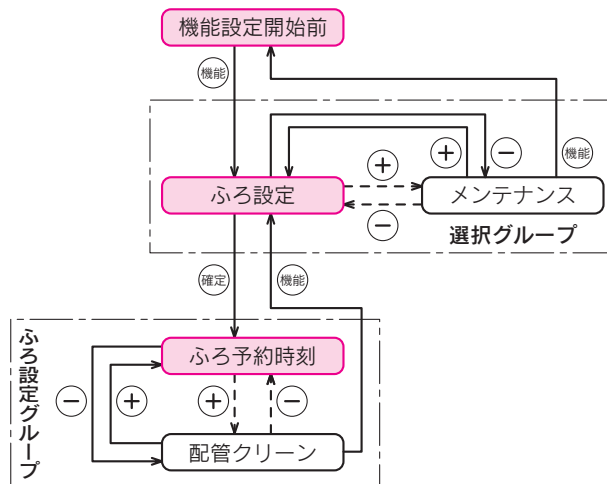 機能設定開始前
機能
＋
＋
－
機能
ふろ設定
メンテナンス
－
選択グループ
確定
機能
ふろ設定グループ
ふろ予約時刻
－
＋
＋
－
配管クリーン